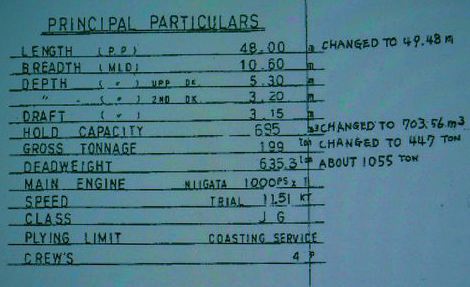 PRINCIPAL PARTICULARS
LENGTH (P.P) 48.00 m CHANGED TO 49.48 m
BREADTH (MLD) 10.60 m
DEPTH ( 〃 ) UPP DK. 5.30 m
〃 ( 〃 ) 2ND DK. 3.20 m
DRAFT ( 〃 ) 3.15 m
HOLD CAPACITY 695 m3 CHANGED TO 703.56 m3
GROSS TONNAGE 199 ton CHANGED TO 447 TON
DEADWEIGHT 635.3 ton ABOUT 1055 TON
MAIN ENGINE NIIGATA 1000PS x 1
SPEED TRIAL 11.51 KT
CLASS J G
PLYING LIMIT COASTING SERVICE
CREW'S 4 P